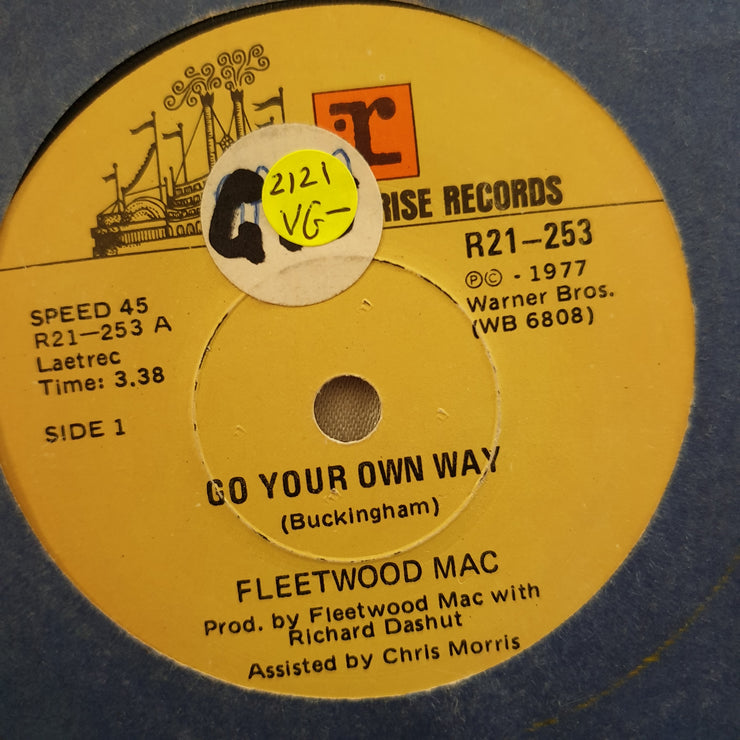 r
2121
VG-
RISE RECORDS
R21-253
℗© - 1977
Warner Bros.
(WB 6808)
SPEED 45
R21-253 A
Laetrec
Time: 3.38
SIDE 1
GO YOUR OWN WAY
(Buckingham)
FLEETWOOD MAC
Prod. by Fleetwood Mac with
Richard Dashut
Assisted by Chris Morris